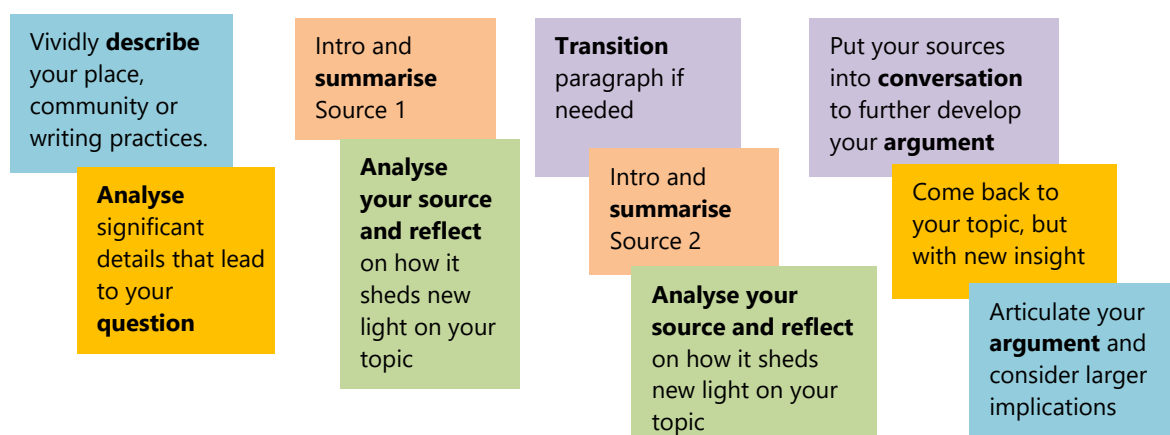 Vividly describe
your place,
community or
writing practices.
Analyse
significant
details that lead
to your
question
Intro and
summarise
Source 1
Analyse
your source
and reflect
on how it
sheds new
light on your
topic
Transition
paragraph if
needed
Intro and
summarise
Source 2
Analyse your
source and reflect
on how it sheds
new light on your
topic
Put your sources
into conversation
to further develop
your argument
Come back to
your topic, but
with new insight
Articulate your
argument and
consider larger
implications